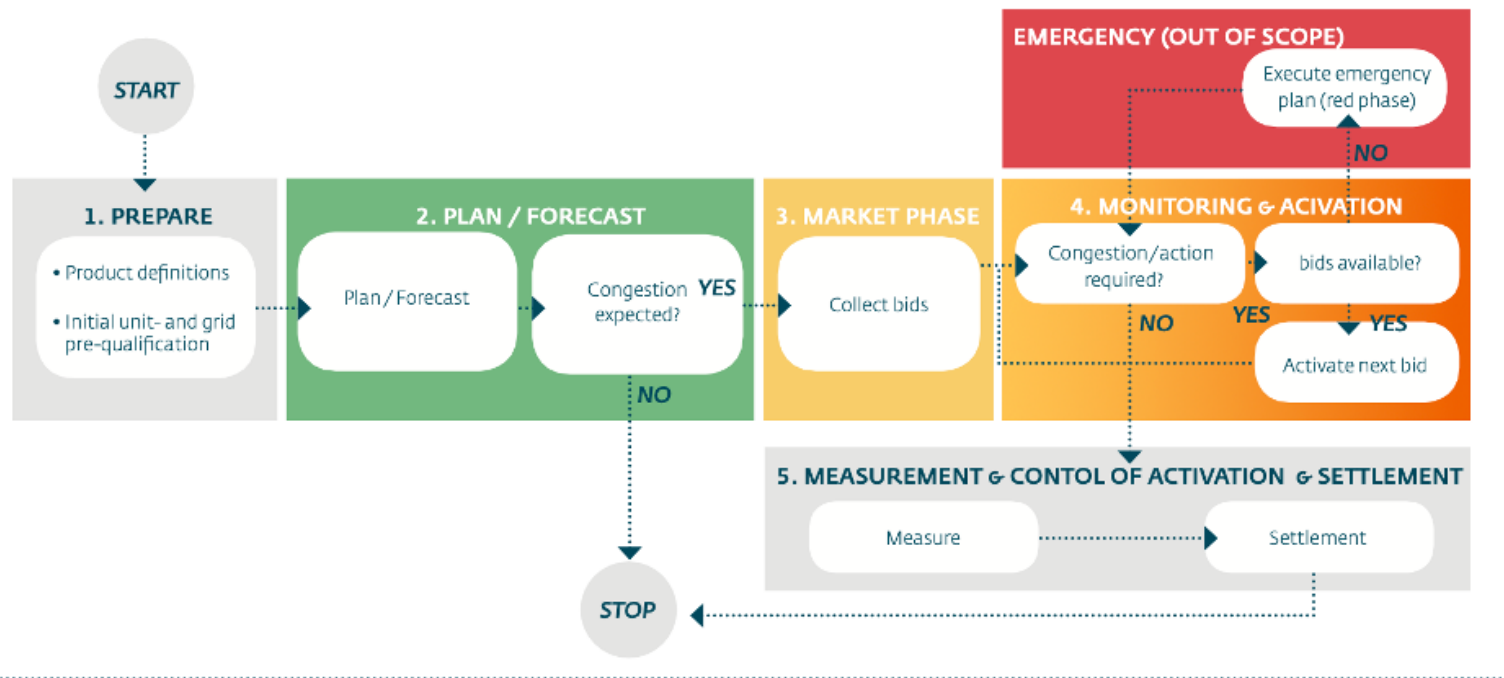 START
1. PREPARE
• Product definitions
• Initial unit- and grid
pre-qualification
2. PLAN / FORECAST
Plan / Forecast
Congestion
expected?
YES
NO
3. MARKET PHASE
Collect bids
EMERGENCY (OUT OF SCOPE)
Execute emergency
plan (red phase)
NO
4. MONITORING & ACIVATION
Congestion/action
required?
bids available?
NO
YES
YES
Activate next bid
5. MEASUREMENT & CONTOL OF ACTIVATION & SETTLEMENT
Measure
Settlement
STOP